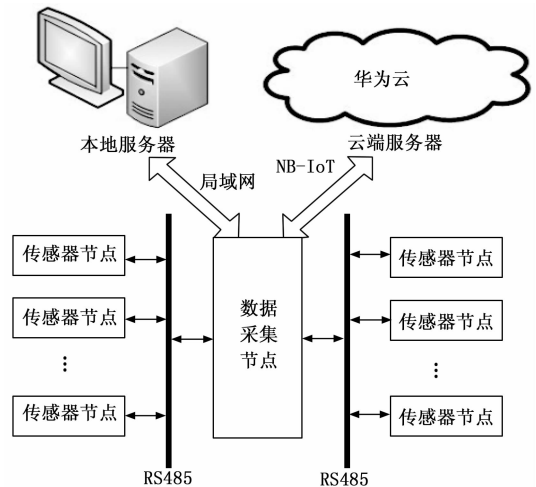 华为云
本地服务器
云端服务器
局域网
NB-IoT
传感器节点
传感器节点
⋮
传感器节点
数据
采集
节点
传感器节点
传感器节点
⋮
传感器节点
RS485
RS485